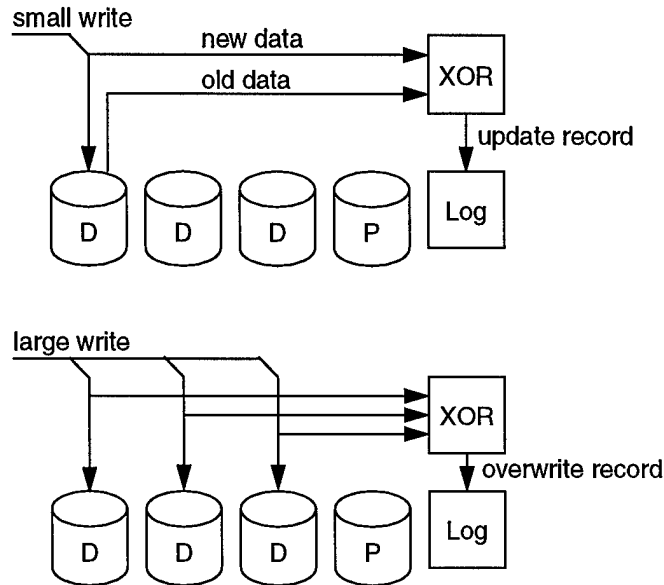 small write
new data
XOR
old data
update record
D D D P Log
large write
XOR
overwrite record
D D D P Log